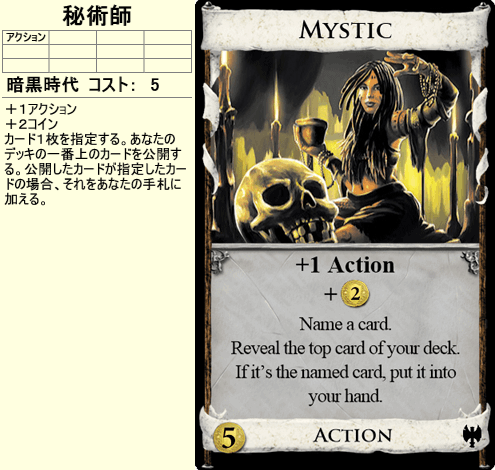 秘術師
アクション
暗黒時代 コスト： 5
＋１アクション
＋２コイン
カード１枚を指定する。あなたの
デッキの一番上のカードを公開す
る。公開したカードが指定したカー
ドの場合、それをあなたの手札に
加える。
MYSTIC
+1 Action
+ 2
Name a card.
Reveal the top card of your deck.
If it's the named card, put it into
your hand.
5 ACTION